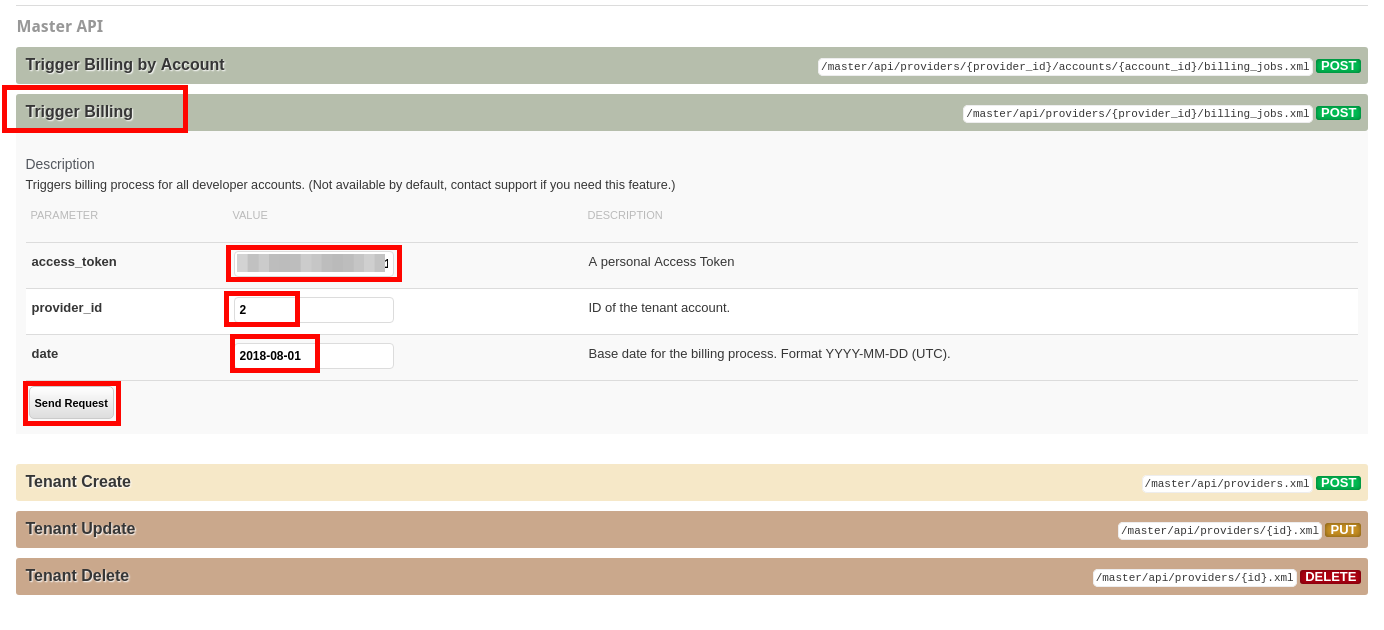 Master API
Trigger Billing by Account /master/api/providers/{provider_id}/accounts/{account_id}/billing_jobs.xml POST
Trigger Billing /master/api/providers/{provider_id}/billing_jobs.xml POST
Description
Triggers billing process for all developer accounts. (Not available by default, contact support if you need this feature.)
PARAMETER VALUE DESCRIPTION
access_token A personal Access Token
provider_id 2 ID of the tenant account.
date 2018-08-01 Base date for the billing process. Format YYYY-MM-DD (UTC).
Send Request
Tenant Create /master/api/providers.xml POST
Tenant Update /master/api/providers/{id}.xml PUT
Tenant Delete /master/api/providers/{id}.xml DELETE